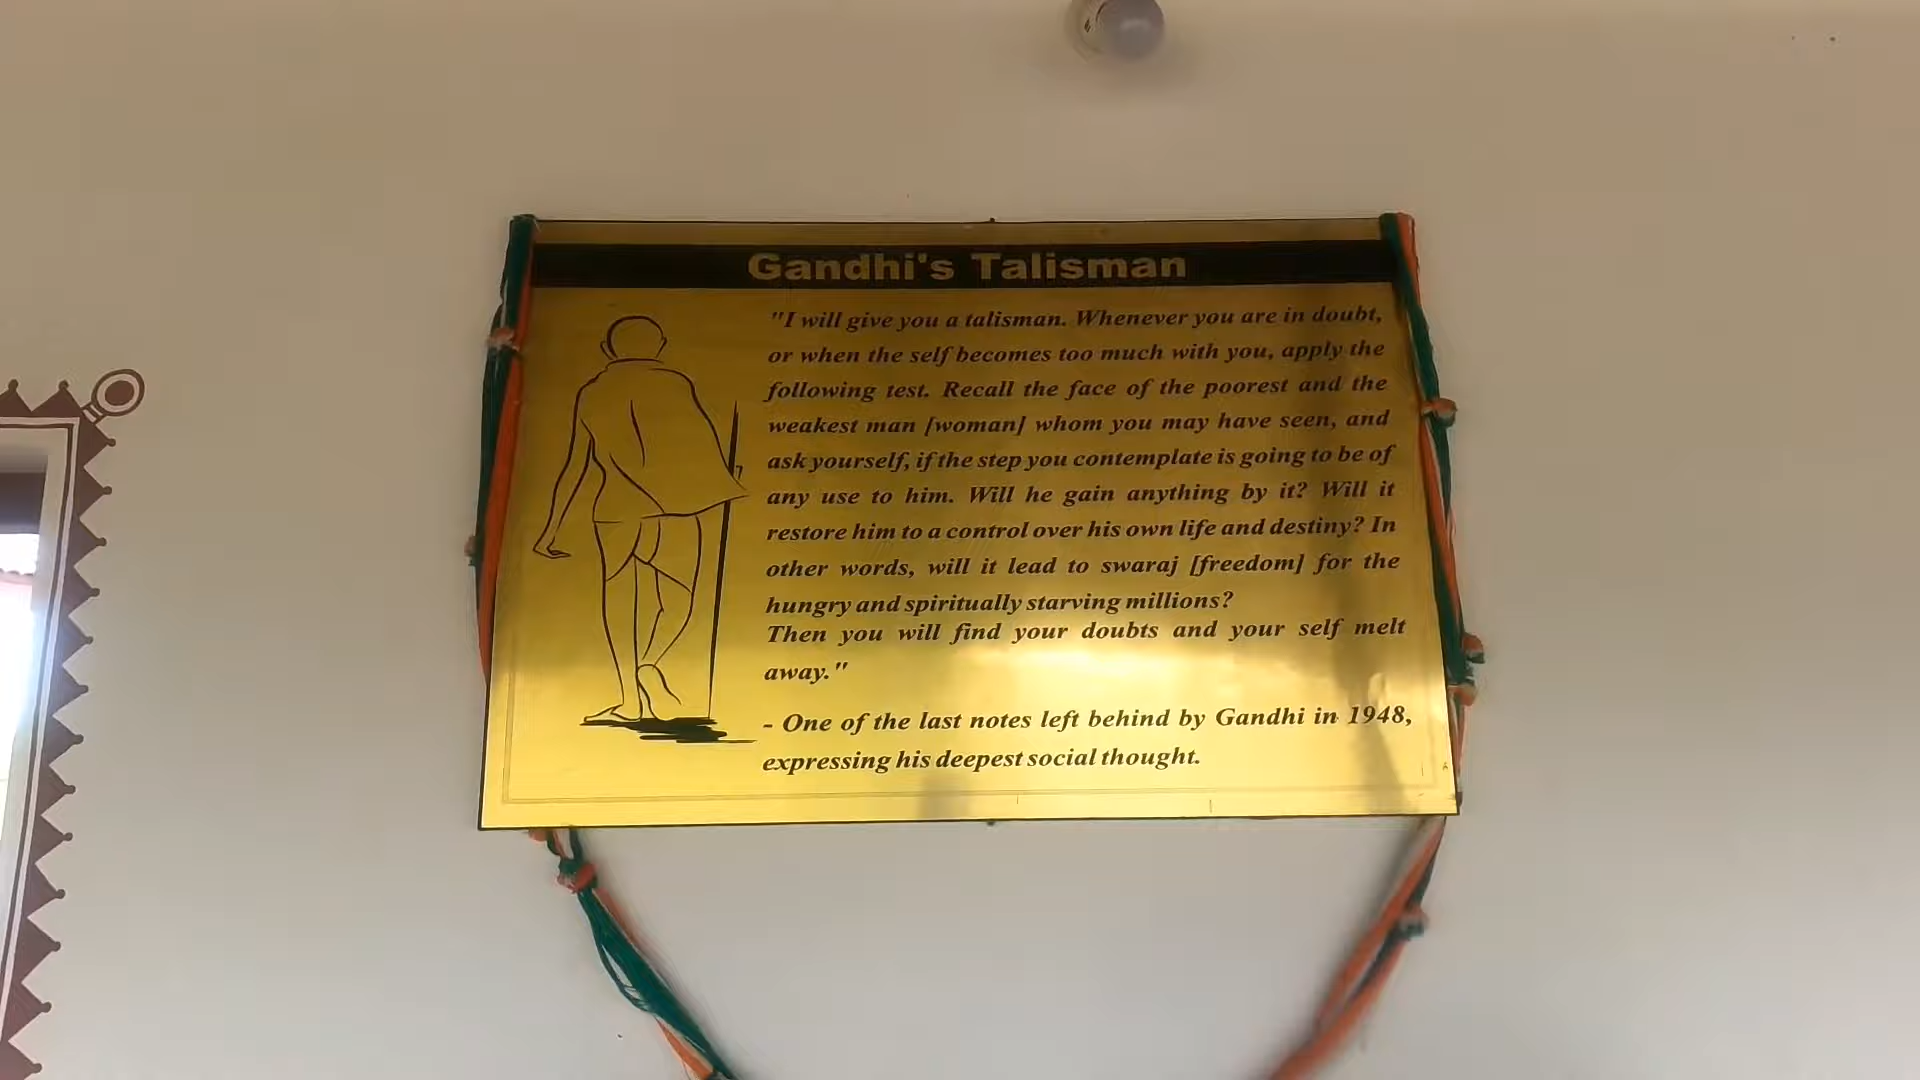 Gandhi's Talisman
"I will give you a talisman. Whenever you are in doubt,
or when the self becomes too much with you, apply the
following test. Recall the face of the poorest and the
weakest man [woman] whom you may have seen, and
ask yourself, if the step you contemplate is going to be of
any use to him. Will he gain anything by it? Will it
restore him to a control over his own life and destiny? In
other words, will it lead to swaraj [freedom] for the
hungry and spiritually starving millions?
Then you will find your doubts and your self melt
away."
- One of the last notes left behind by Gandhi in 1948,
expressing his deepest social thought.